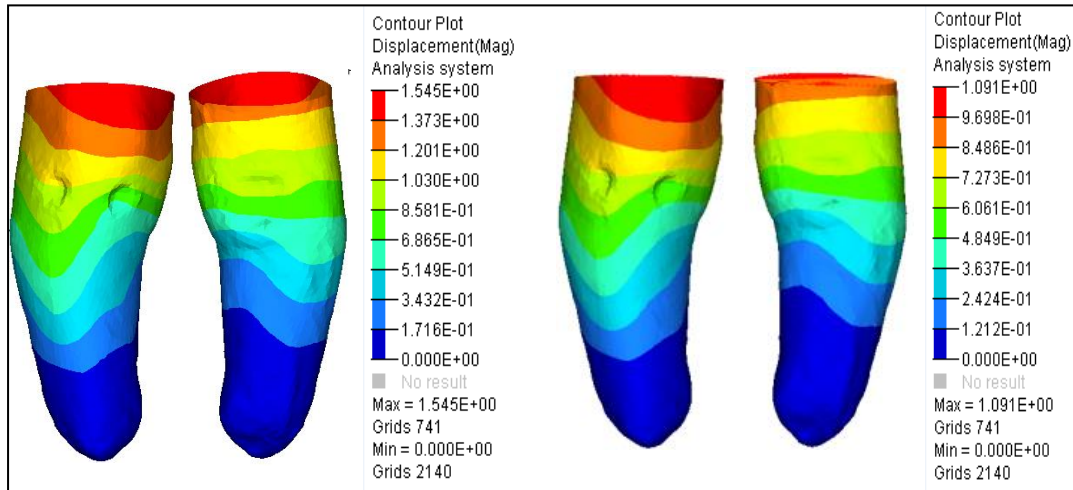 Contour Plot
Displacement(Mag)
Analysis system
1.545E+00
1.373E+00
1.201E+00
1.030E+00
8.581E-01
6.865E-01
5.149E-01
3.432E-01
1.716E-01
0.000E+00
No result
Max = 1.545E+00
Grids 741
Min = 0.000E+00
Grids 2140
Contour Plot
Displacement(Mag)
Analysis system
1.091E+00
9.698E-01
8.486E-01
7.273E-01
6.061E-01
4.849E-01
3.637E-01
2.424E-01
1.212E-01
0.000E+00
No result
Max = 1.091E+00
Grids 741
Min = 0.000E+00
Grids 2140